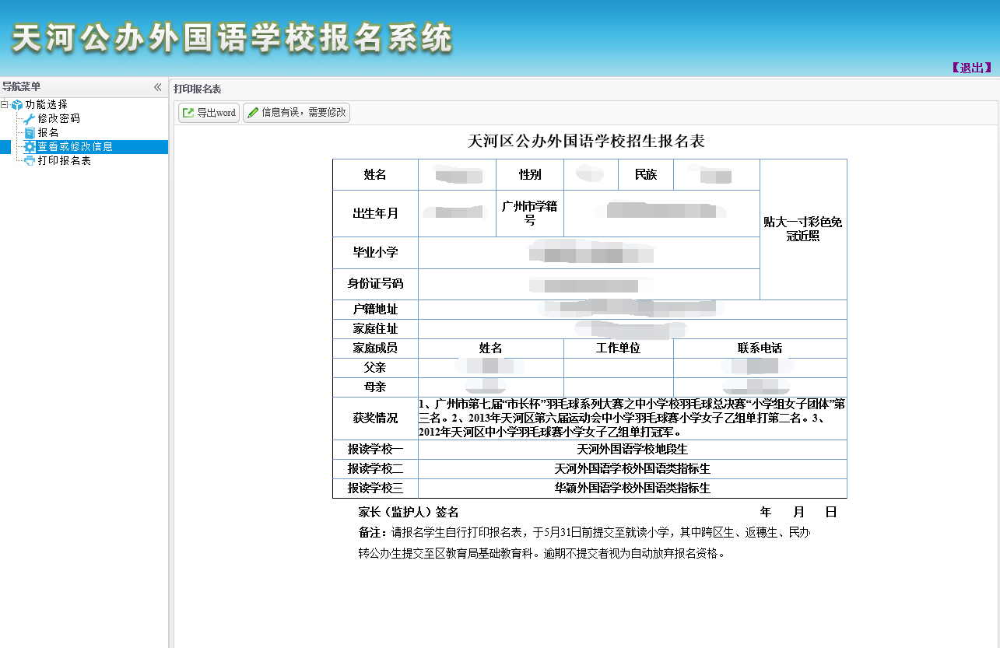 天河公办外国语学校报名系统
【退出】
导航菜单
功能选择
修改密码
报名
查看或修改信息
打印报名表
打印报名表
导出word 信息有误，需要修改
天河区公办外国语学校招生报名表
姓名 性别 民族
出生年月 广州市学籍
号
贴大一寸彩色免
冠近照
毕业小学
身份证号码
户籍地址
家庭住址
家庭成员 姓名 工作单位 联系电话
父亲
母亲
获奖情况
1、广州市第七届“市长杯”羽毛球系列大赛之中小学校羽毛球总决赛“小学组女子团体”第
三名。2、2013年天河区第六届运动会中小学羽毛球赛小学女子乙组单打第二名。3、
2012年天河区中小学羽毛球赛小学女子乙组单打冠军。
报读学校一 天河外国语学校地段生
报读学校二 天河外国语学校外国语类指标生
报读学校三 华颖外国语学校外国语类指标生
家长（监护人）签名 年 月 日
备注：请报名学生自行打印报名表，于5月31日前提交至就读小学，其中跨区生、返穗生、民办
转公办生提交至区教育局基础教育科。逾期不提交者视为自动放弃报名资格。